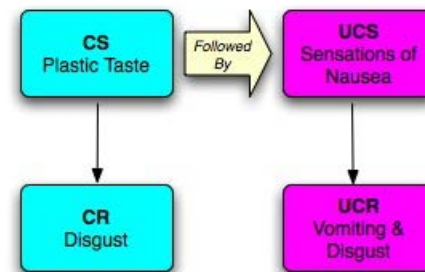 CS
Plastic Taste
Followed
By
UCS
Sensations of
Nausea
CR
Disgust
UCR
Vomiting &
Disgust